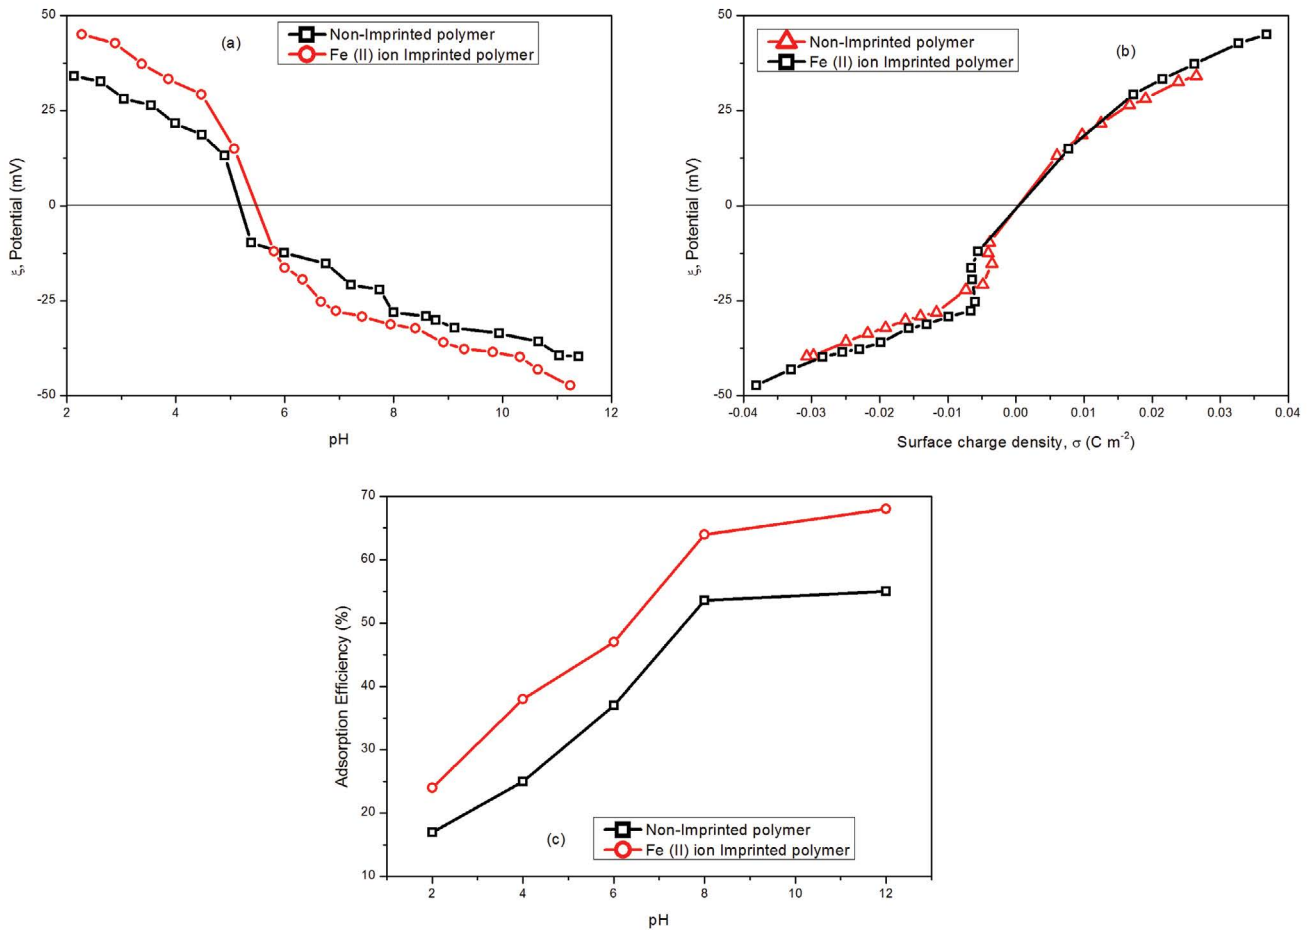 50
25
0
-25
-50
ξ, Potential (mV)
(a)
Non-Imprinted polymer
Fe (II) ion Imprinted polymer
2
4
6
8
10
12
pH
50
25
0
-25
-50
ξ, Potential (mV)
Non-Imprinted polymer
Fe (II) ion Imprinted polymer
(b)
-0.04
-0.03
-0.02
-0.01
0.00
0.01
0.02
0.03
0.04
Surface charge density, σ (C m⁻²)
70
60
50
40
30
20
10
Adsorption Efficiency (%)
(c)
Non-Imprinted polymer
Fe (II) ion Imprinted polymer
2
4
6
8
10
12
pH